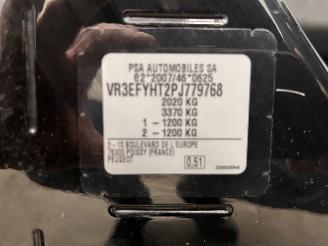 PSA AUTOMOBILES SA
e2*2007/46*0625
VR3EFYHT2PJ779768
2020 KG
3370 KG
1 - 1200 KG
2 - 1200 KG
2-10 BOULEVARD DE L'EUROPE
78300 POISSY (FRANCE)
PEUGEOT
0.51